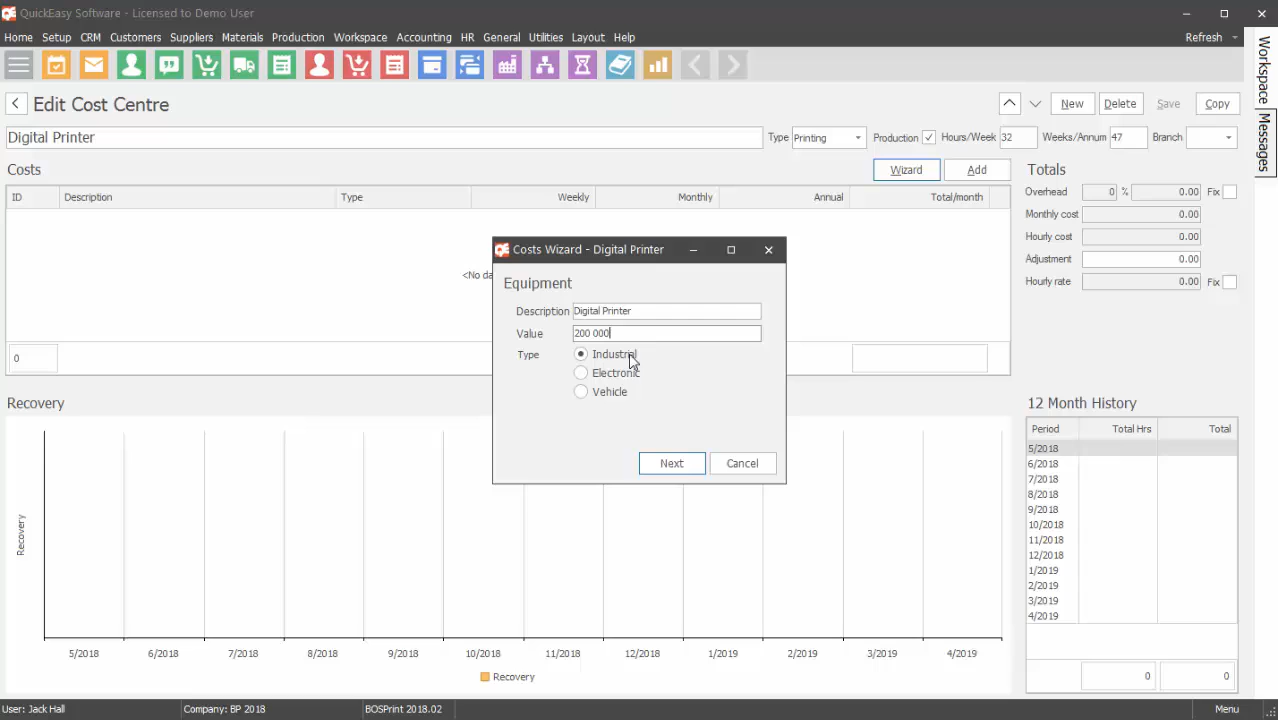 QuickEasy Software - Licensed to Demo User
Home Setup CRM Customers Suppliers Materials Production Workspace Accounting HR General Utilities Layout Help Refresh
Workspace
Messages
Edit Cost Centre New Delete Save Copy
Digital Printer Type Printing Production Hours/Week 32 Weeks/Annum 47 Branch
Costs Wizard Add
ID Description Type Weekly Monthly Annual Total/month
<No da
0
Totals
Overhead 0 % 0.00 Fix
Monthly cost 0.00
Hourly cost 0.00
Adjustment 0.00
Hourly rate 0.00 Fix
Costs Wizard - Digital Printer
Equipment
Description Digital Printer
Value 200 000
Type Industrial
Electronic
Vehicle
Next Cancel
Recovery
Recovery
5/2018 6/2018 7/2018 8/2018 9/2018 10/2018 11/2018 12/2018 1/2019 2/2019 3/2019 4/2019
Recovery
12 Month History
Period Total Hrs Total
5/2018
6/2018
7/2018
8/2018
9/2018
10/2018
11/2018
12/2018
1/2019
2/2019
3/2019
4/2019
0 0
User: Jack Hall Company: BP 2018 BOSPrint 2018.02 Menu